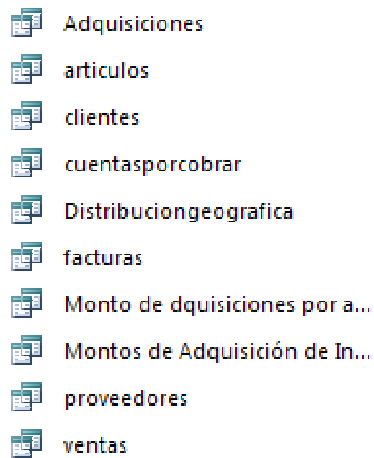 Adquisiciones
articulos
clientes
cuentasporcobrar
Distribuciongeografica
facturas
Monto de dquisiciones por a...
Montos de Adquisición de In...
proveedores
ventas